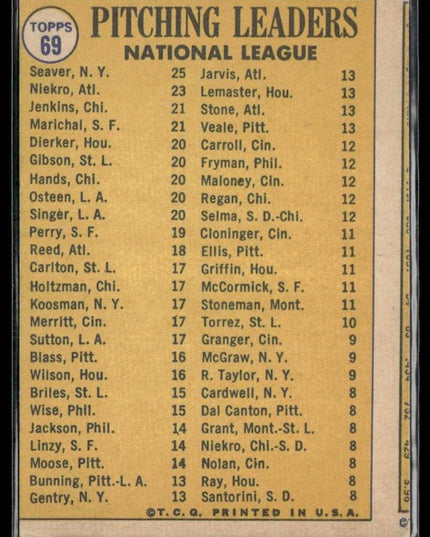 TOPPS
69
PITCHING LEADERS
NATIONAL LEAGUE
Seaver, N. Y. 25
Niekro, Atl. 23
Jenkins, Chi. 21
Marichal, S. F. 21
Dierker, Hou. 20
Gibson, St. L. 20
Hands, Chi. 20
Osteen, L. A. 20
Singer, L. A. 20
Perry, S. F. 19
Reed, Atl. 18
Carlton, St. L. 17
Holtzman, Chi. 17
Koosman, N. Y. 17
Merritt, Cin. 17
Sutton, L. A. 17
Blass, Pitt. 16
Wilson, Hou. 16
Briles, St. L. 15
Wise, Phil. 15
Jackson, Phil. 14
Linzy, S. F. 14
Moose, Pitt. 14
Bunning, Pitt.-L. A. 13
Gentry, N. Y. 13
Jarvis, Atl. 13
Lemaster, Hou. 13
Stone, Atl. 13
Veale, Pitt. 13
Carroll, Cin. 12
Fryman, Phil. 12
Maloney, Cin. 12
Regan, Chi. 12
Selma, S. D.-Chi. 12
Cloninger, Cin. 11
Ellis, Pitt. 11
Griffin, Hou. 11
McCormick, S. F. 11
Stoneman, Mont. 11
Torrez, St. L. 10
Granger, Cin. 9
McGraw, N. Y. 9
R. Taylor, N. Y. 9
Cardwell, N. Y. 8
Dal Canton, Pitt. 8
Grant, Mont.-St. L. 8
Niekro, Chi.-S. D. 8
Nolan, Cin. 8
Ray, Hou. 8
Santorini, S. D. 8
©T. C. G. PRINTED IN U. S. A.